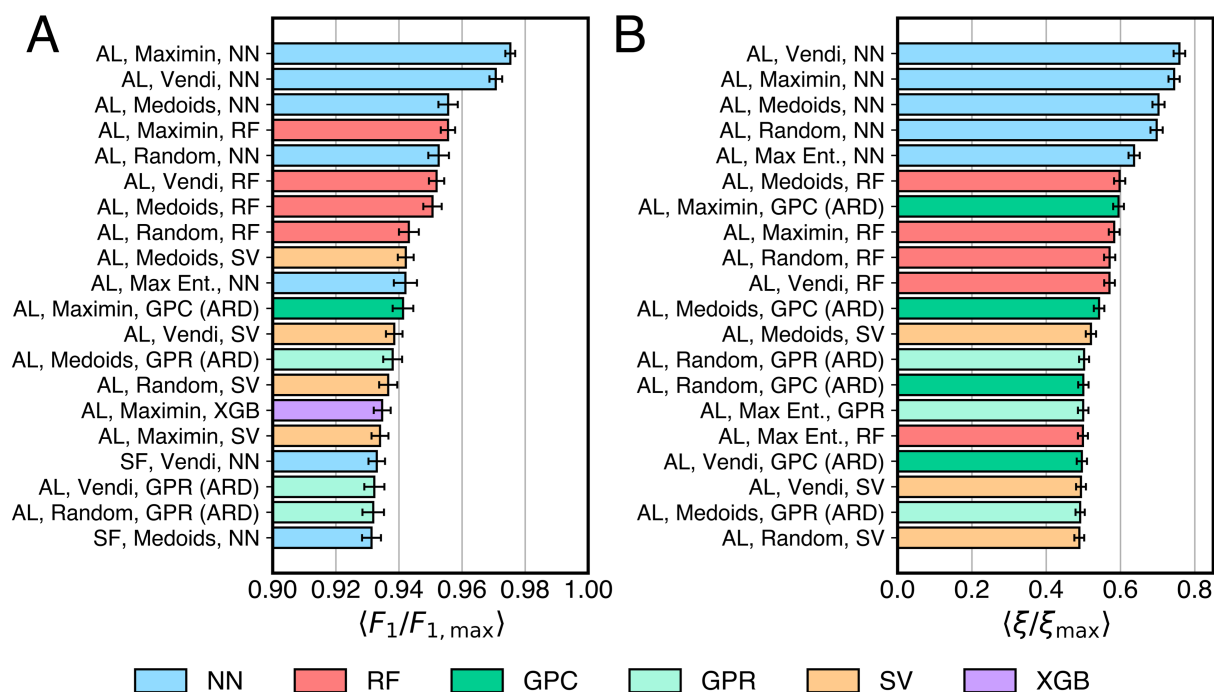 A
AL, Maximin, NN
AL, Vendi, NN
AL, Medoids, NN
AL, Maximin, RF
AL, Random, NN
AL, Vendi, RF
AL, Medoids, RF
AL, Random, RF
AL, Medoids, SV
AL, Max Ent., NN
AL, Maximin, GPC (ARD)
AL, Vendi, SV
AL, Medoids, GPR (ARD)
AL, Random, SV
AL, Maximin, XGB
AL, Maximin, SV
SF, Vendi, NN
AL, Vendi, GPR (ARD)
AL, Random, GPR (ARD)
SF, Medoids, NN
0.90 0.92 0.94 0.96 0.98 1.00
⟨F₁/F₁, max⟩
B
AL, Vendi, NN
AL, Maximin, NN
AL, Medoids, NN
AL, Random, NN
AL, Max Ent., NN
AL, Medoids, RF
AL, Maximin, GPC (ARD)
AL, Maximin, RF
AL, Random, RF
AL, Vendi, RF
AL, Medoids, GPC (ARD)
AL, Medoids, SV
AL, Random, GPR (ARD)
AL, Random, GPC (ARD)
AL, Max Ent., GPR
AL, Max Ent., RF
AL, Vendi, GPC (ARD)
AL, Vendi, SV
AL, Medoids, GPR (ARD)
AL, Random, SV
0.0 0.2 0.4 0.6 0.8
⟨ξ/ξmax⟩
NN RF GPC GPR SV XGB